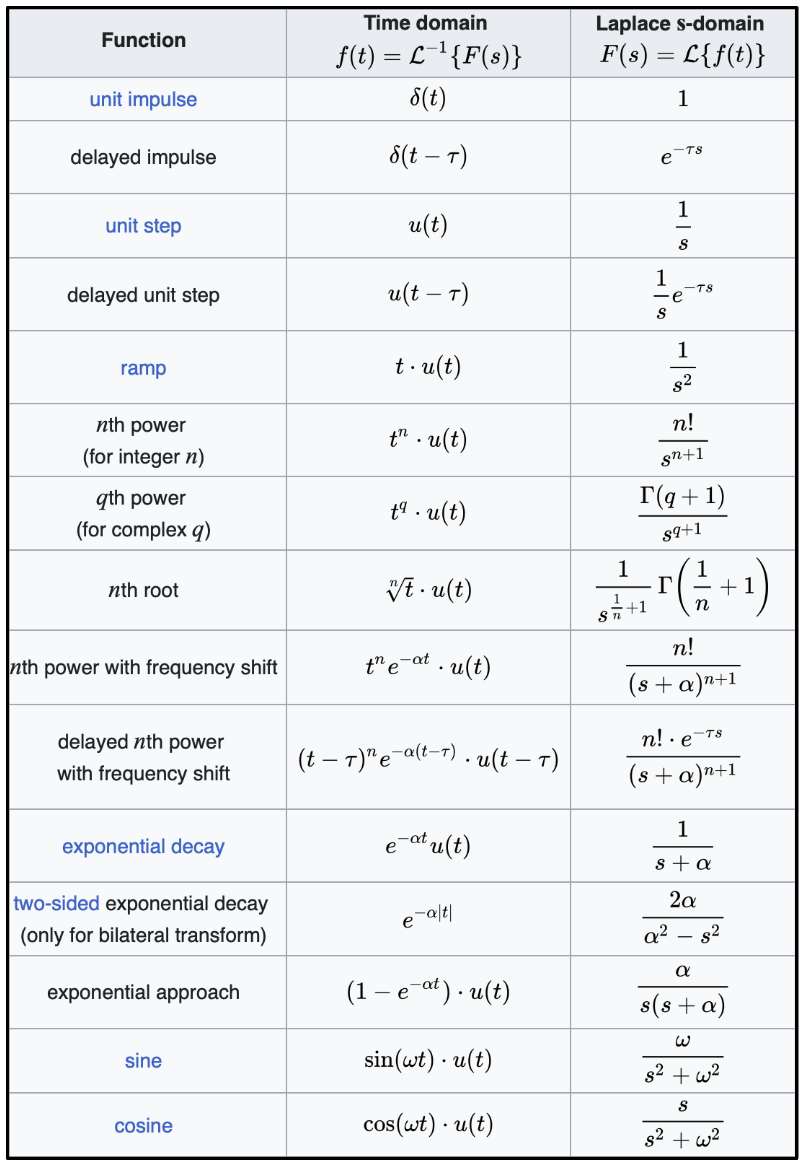 Function | Time domain f(t) = ℒ⁻¹{F(s)} | Laplace s-domain F(s) = ℒ{f(t)}
unit impulse | δ(t) | 1
delayed impulse | δ(t − τ) | e^{−τs}
unit step | u(t) | 1/s
delayed unit step | u(t − τ) | (1/s) e^{−τs}
ramp | t · u(t) | 1/s²
nth power (for integer n) | tⁿ · u(t) | n!/s^{n+1}
qth power (for complex q) | t^q · u(t) | Γ(q + 1)/s^{q+1}
nth root | ⁿ√t · u(t) | (1/s^{1/n+1}) Γ(1/n + 1)
nth power with frequency shift | tⁿe^{−αt} · u(t) | n!/(s + α)^{n+1}
delayed nth power with frequency shift | (t − τ)ⁿe^{−α(t−τ)} · u(t − τ) | n! · e^{−τs}/(s + α)^{n+1}
exponential decay | e^{−αt}u(t) | 1/(s + α)
two-sided exponential decay (only for bilateral transform) | e^{−α|t|} | 2α/(α² − s²)
exponential approach | (1 − e^{−αt}) · u(t) | α/(s(s + α))
sine | sin(ωt) · u(t) | ω/(s² + ω²)
cosine | cos(ωt) · u(t) | s/(s² + ω²)